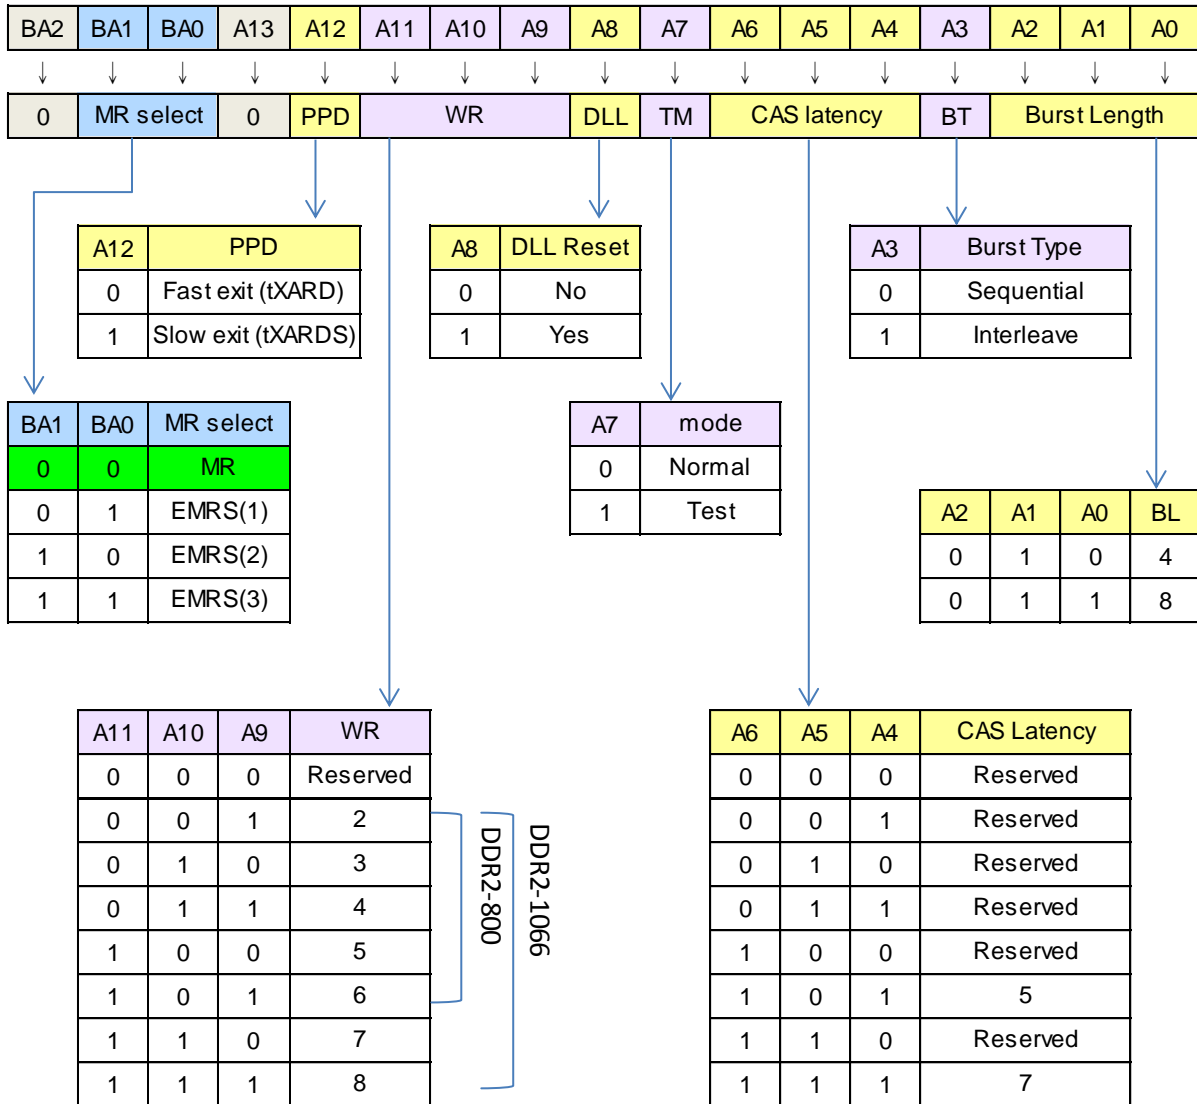 BA2 BA1 BA0 A13 A12 A11 A10 A9 A8 A7 A6 A5 A4 A3 A2 A1 A0
↓ ↓ ↓ ↓ ↓ ↓ ↓ ↓ ↓ ↓ ↓ ↓ ↓ ↓ ↓ ↓ ↓
0 MR select 0 PPD WR DLL TM CAS latency BT Burst Length
A12 PPD
0 Fast exit (tXARD)
1 Slow exit (tXARDS)
A8 DLL Reset
0 No
1 Yes
A3 Burst Type
0 Sequential
1 Interleave
BA1 BA0 MR select
0 0 MR
0 1 EMRS(1)
1 0 EMRS(2)
1 1 EMRS(3)
A7 mode
0 Normal
1 Test
A2 A1 A0 BL
0 1 0 4
0 1 1 8
A11 A10 A9 WR
0 0 0 Reserved
0 0 1 2
0 1 0 3
0 1 1 4
1 0 0 5
1 0 1 6
1 1 0 7
1 1 1 8
DDR2-800
DDR2-1066
A6 A5 A4 CAS Latency
0 0 0 Reserved
0 0 1 Reserved
0 1 0 Reserved
0 1 1 Reserved
1 0 0 Reserved
1 0 1 5
1 1 0 Reserved
1 1 1 7